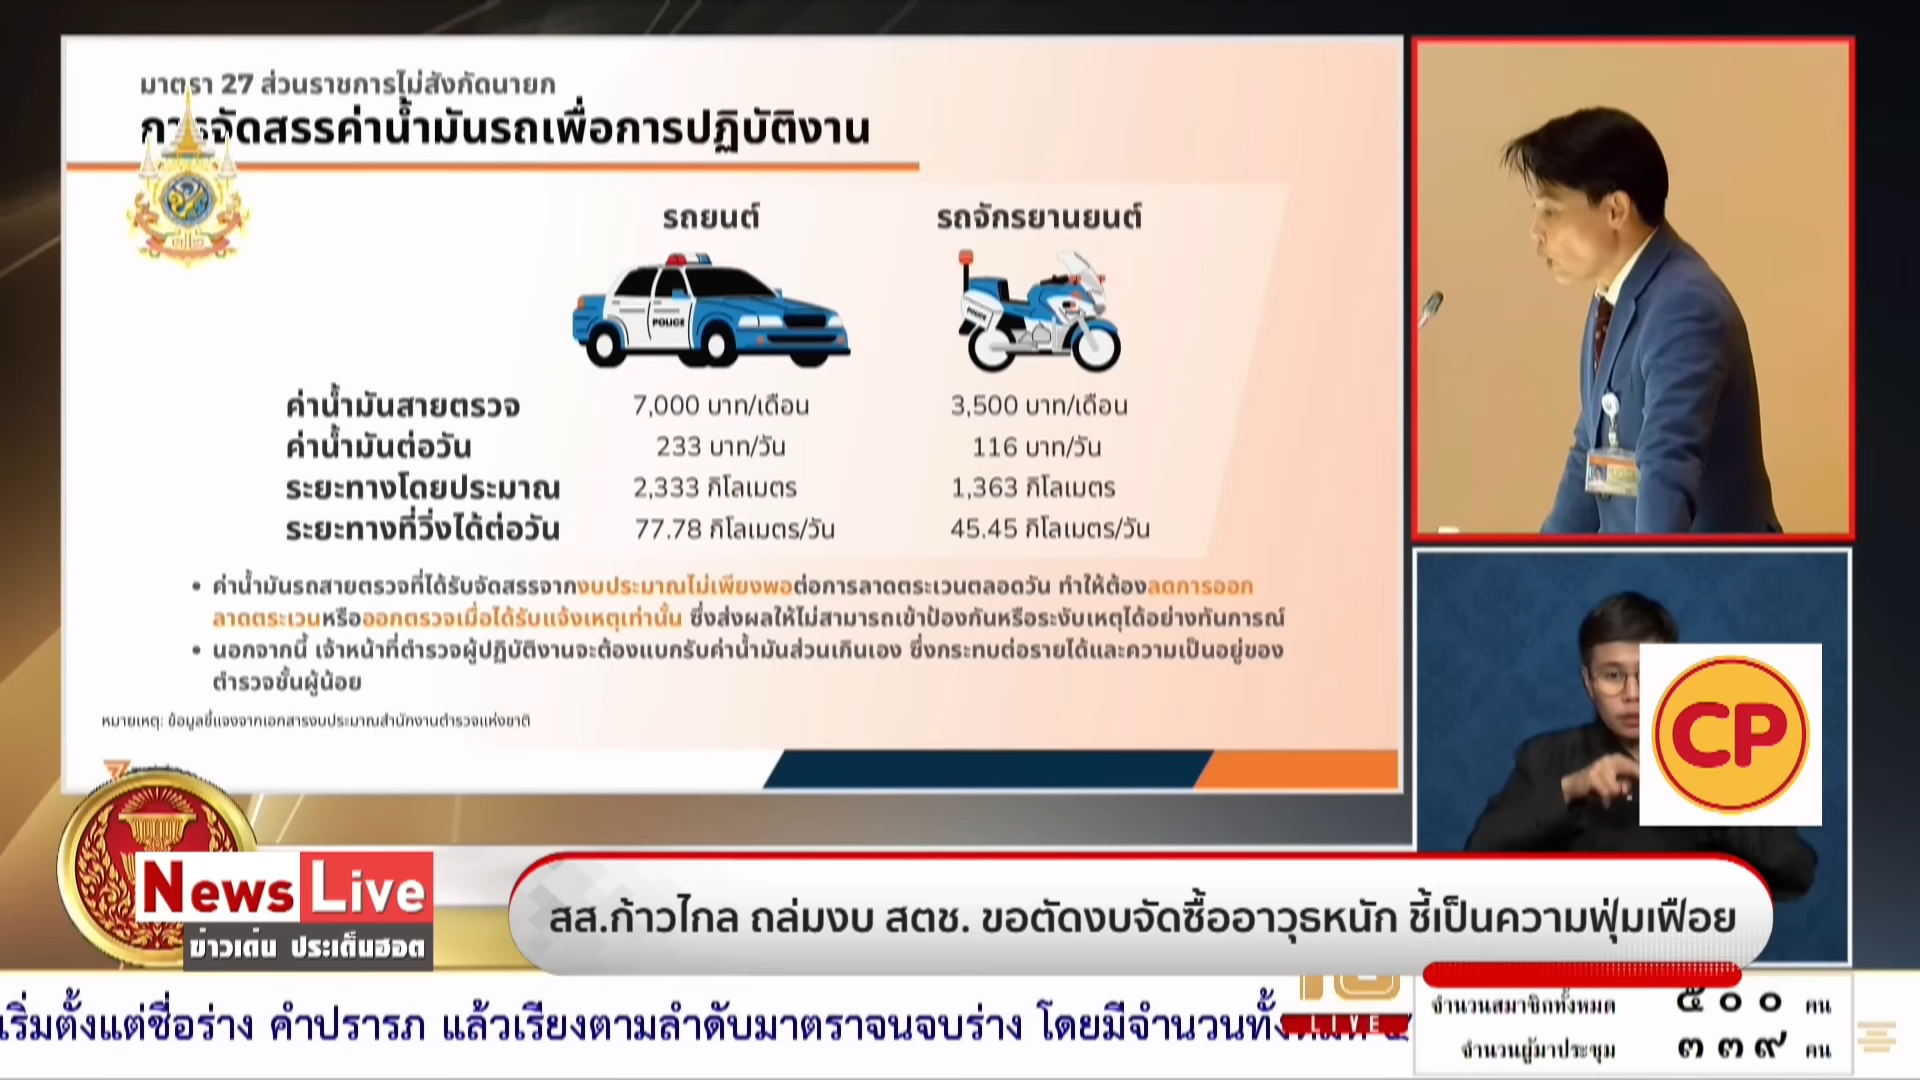 มาตรา 27 ส่วนราชการไม่สังกัดนายก
การจัดสรรค่าน้ำมันรถเพื่อการปฏิบัติงาน
รถยนต์ รถจักรยานยนต์
POLICE POLICE
ค่าน้ำมันสายตรวจ 7,000 บาท/เดือน 3,500 บาท/เดือน
ค่าน้ำมันต่อวัน 233 บาท/วัน 116 บาท/วัน
ระยะทางโดยประมาณ 2,333 กิโลเมตร 1,363 กิโลเมตร
ระยะทางที่วิ่งได้ต่อวัน 77.78 กิโลเมตร/วัน 45.45 กิโลเมตร/วัน
• ค่าน้ำมันรถสายตรวจที่ได้รับจัดสรรจากงบประมาณไม่เพียงพอต่อการลาดตระเวนตลอดวัน ทำให้ต้องลดการออก
ลาดตระเวนหรือออกตรวจเมื่อได้รับแจ้งเหตุเท่านั้น ซึ่งส่งผลให้ไม่สามารถเข้าป้องกันหรือระงับเหตุได้อย่างทันการณ์
• นอกจากนี้ เจ้าหน้าที่ตำรวจผู้ปฏิบัติงานจะต้องแบกรับค่าน้ำมันส่วนเกินเอง ซึ่งกระทบต่อรายได้และความเป็นอยู่ของ
ตำรวจชั้นผู้น้อย
หมายเหตุ: ข้อมูลชี้แจงจากเอกสารงบประมาณสำนักงานตำรวจแห่งชาติ
CP
News Live
ข่าวเด่น ประเด็นฮอต
สส.ก้าวไกล ถล่มงบ สตช. ขอตัดงบจัดซื้ออาวุธหนัก ชี้เป็นความฟุ่มเฟือย
เริ่มตั้งแต่ชื่อร่าง คำปรารภ แล้วเรียงตามลำดับมาตราจนจบร่าง โดยมีจำนวนทั้ง
LIVE
จำนวนสมาชิกทั้งหมด ๕๐๐ คน
จำนวนผู้มาประชุม ๓๓๙ คน